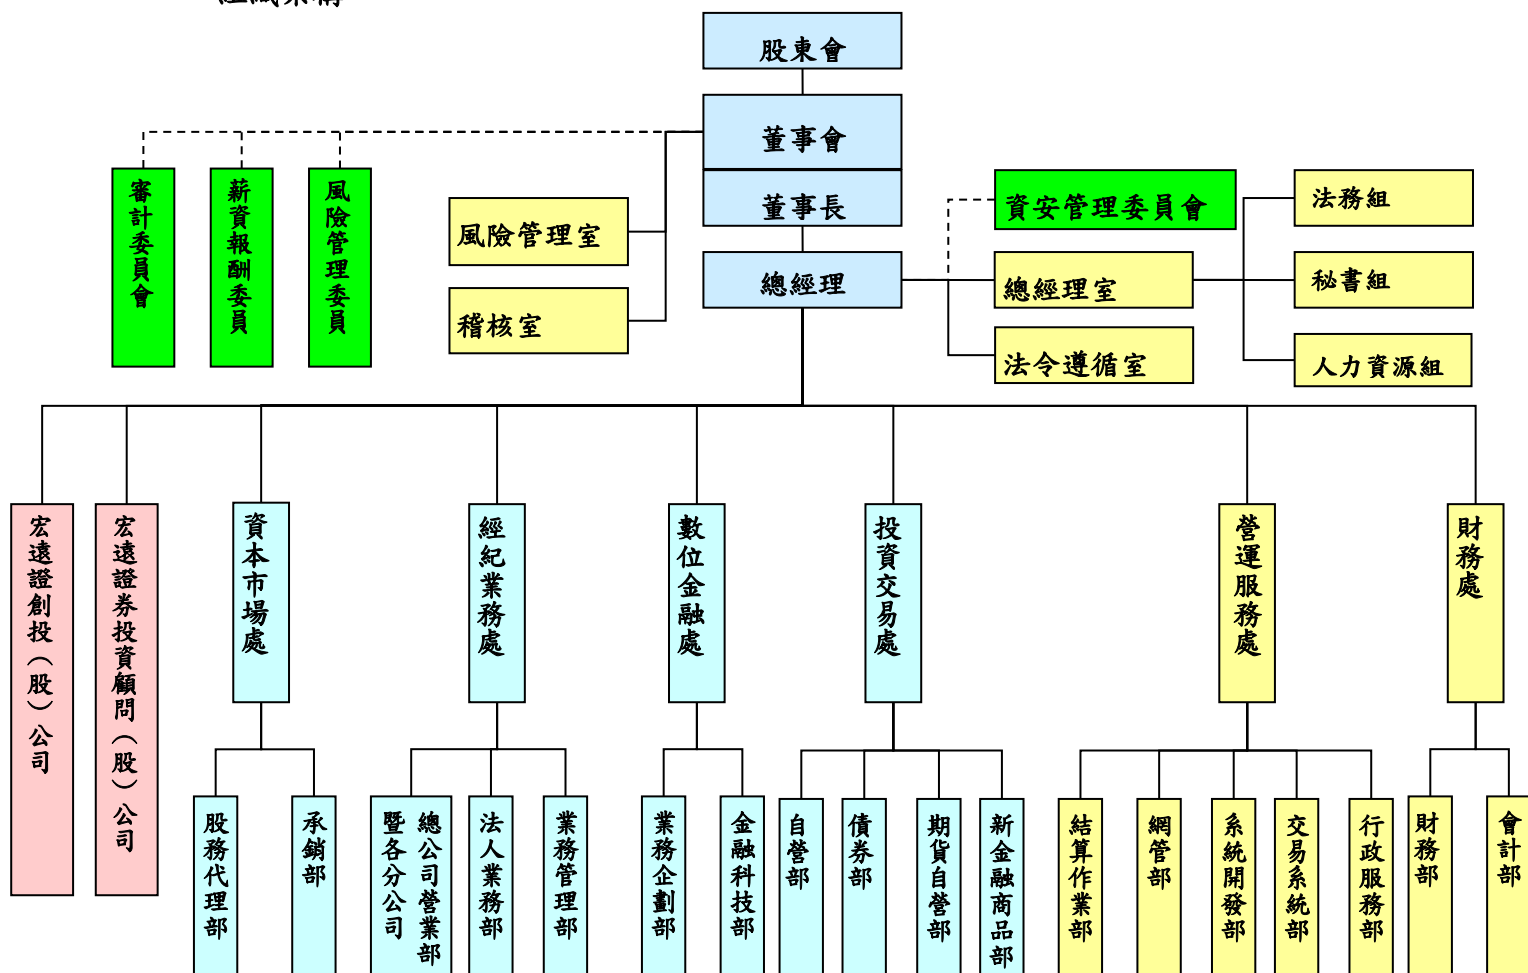 股東會
董事會
董事長
總經理
審計委員會
薪資報酬委員
風險管理委員
風險管理室
稽核室
資安管理委員會
總經理室
法令遵循室
法務組
秘書組
人力資源組
宏遠證創投（股）公司
宏遠證券投資顧問（股）公司
資本市場處
經紀業務處
數位金融處
投資交易處
營運服務處
財務處
股務代理部
承銷部
總公司營業部
暨各分公司
法人業務部
業務管理部
業務企劃部
金融科技部
自營部
債券部
期貨自營部
新金融商品部
結算作業部
網管部
系統開發部
交易系統部
行政服務部
財務部
會計部